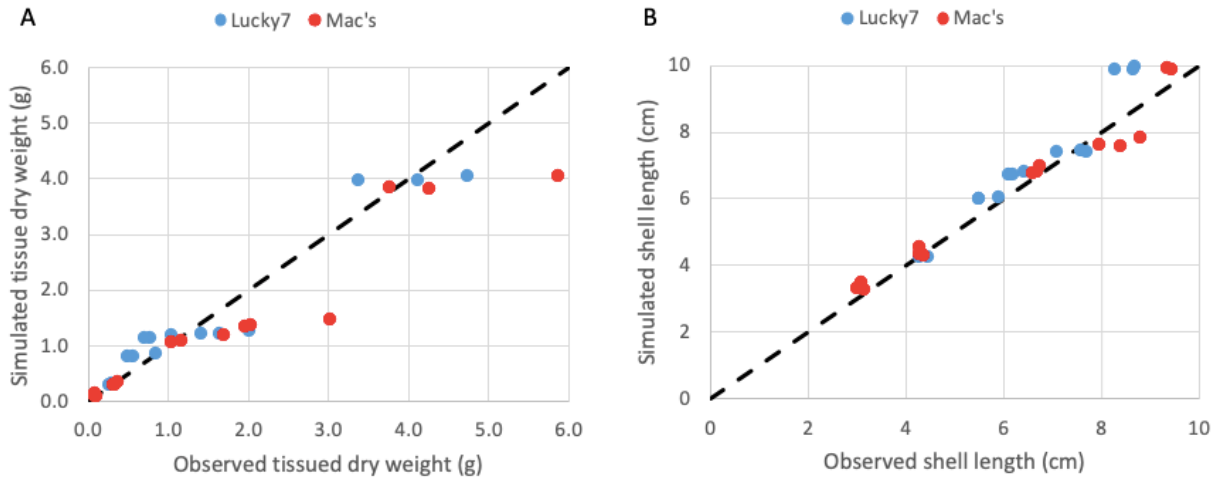 A
Lucky7 Mac's
Simulated tissue dry weight (g)
6.0
5.0
4.0
3.0
2.0
1.0
0.0
0.0 1.0 2.0 3.0 4.0 5.0 6.0
Observed tissued dry weight (g)
B
Lucky7 Mac's
Simulated shell length (cm)
10
8
6
4
2
0
0 2 4 6 8 10
Observed shell length (cm)